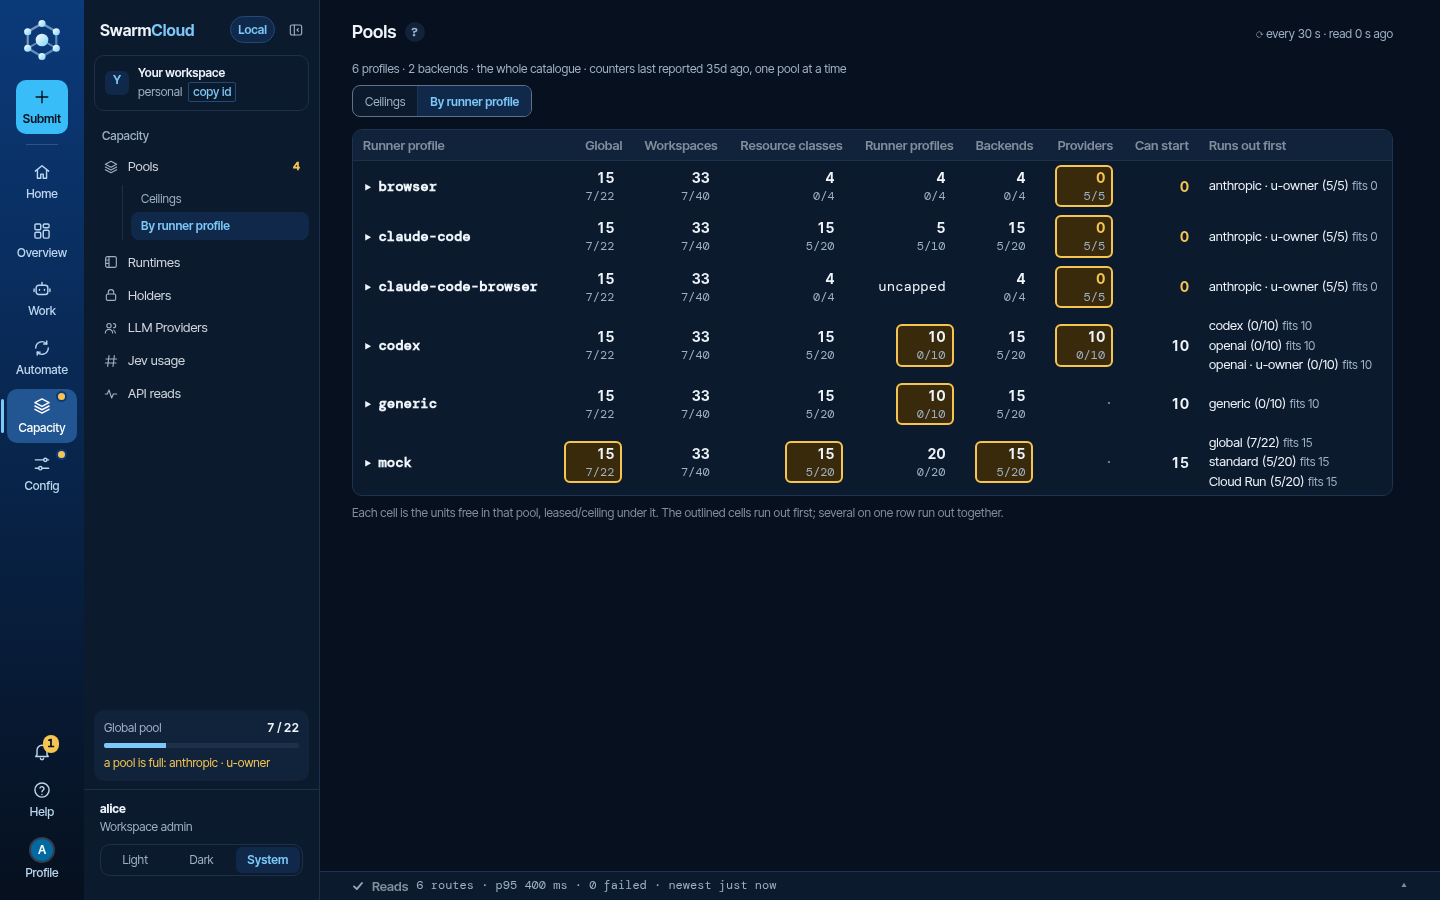 SwarmCloud
Local
Submit
Y
Your workspace
personal
copy id
Home
Overview
Work
Automate
Capacity
Config
1
Help
A
Profile
Capacity
Pools
4
Ceilings
By runner profile
Runtimes
Holders
LLM Providers
Jev usage
API reads
Global pool
7 / 22
a pool is full: anthropic · u-owner
alice
Workspace admin
Light
Dark
System
Pools
?
every 30 s · read 0 s ago
6 profiles · 2 backends · the whole catalogue · counters last reported 35d ago, one pool at a time
Ceilings
By runner profile
Runner profile Global Workspaces Resource classes Runner profiles Backends Providers Can start Runs out first
browser 15 33 4 4 4 0 0 anthropic · u-owner (5/5) fits 0
7/22 7/40 0/4 0/4 0/4 5/5
claude-code 15 33 15 5 15 0 0 anthropic · u-owner (5/5) fits 0
7/22 7/40 5/20 5/10 5/20 5/5
claude-code-browser 15 33 4 uncapped 4 0 0 anthropic · u-owner (5/5) fits 0
7/22 7/40 0/4 0/4 5/5
codex 15 33 15 10 15 10 10 codex (0/10) fits 10
7/22 7/40 5/20 0/10 5/20 0/10
openai (0/10) fits 10
openai · u-owner (0/10) fits 10
generic 15 33 15 10 15 · 10 generic (0/10) fits 10
7/22 7/40 5/20 0/10 5/20
mock 15 33 15 20 15 · 15 global (7/22) fits 15
7/22 7/40 5/20 0/20 5/20
standard (5/20) fits 15
Cloud Run (5/20) fits 15
Each cell is the units free in that pool, leased/ceiling under it. The outlined cells run out first; several on one row run out together.
Reads 6 routes · p95 400 ms · 0 failed · newest just now